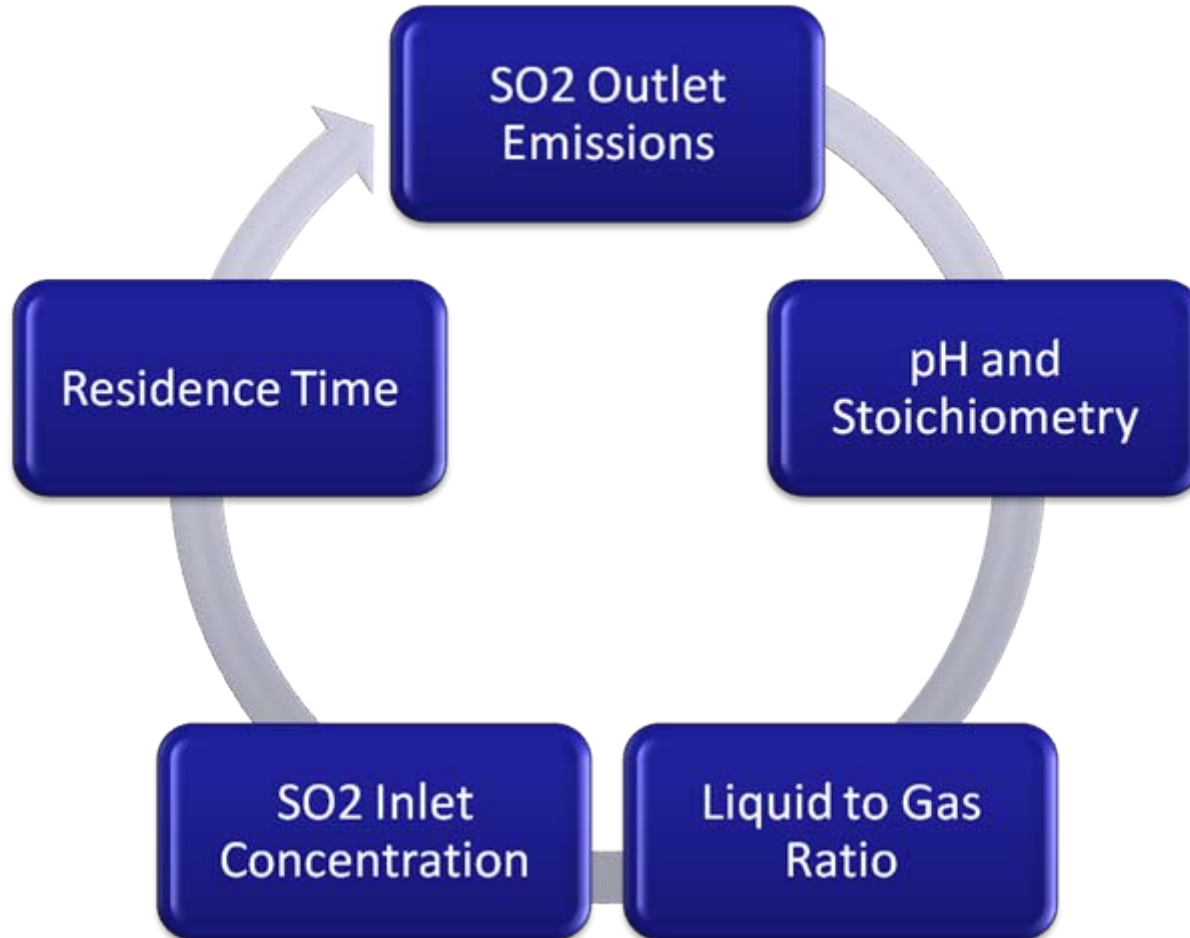 SO2 Outlet
Emissions
pH and
Stoichiometry
Liquid to Gas
Ratio
SO2 Inlet
Concentration
Residence Time